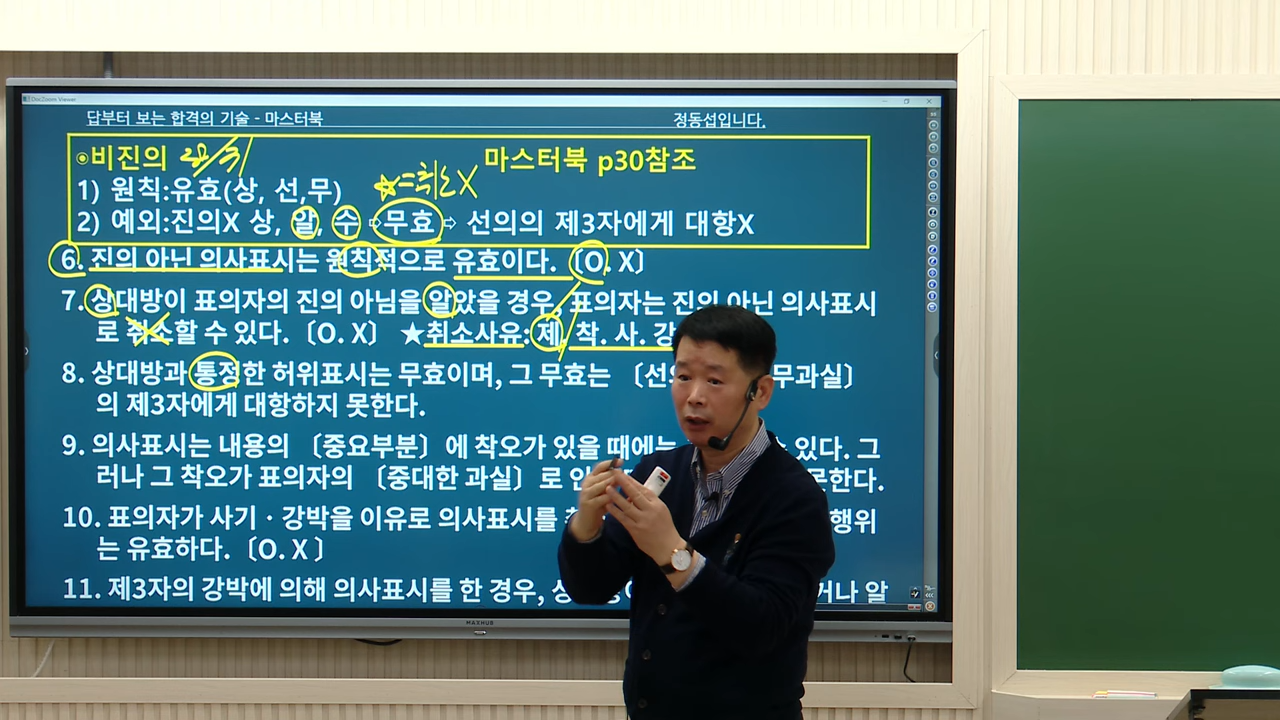 DocZoom Viewer
답부터 보는 합격의 기술 - 마스터북 정동섭입니다.
◉비진의 마스터북 p30참조
1) 원칙:유효(상, 선,무) ★=취소X
2) 예외:진의X 상, 알, 수 ⇨무효 ⇨ 선의의 제3자에게 대항X
6. 진의 아닌 의사표시는 원칙적으로 유효이다. 〔O. X〕
7. 상대방이 표의자의 진의 아님을 알았을 경우, 표의자는 진의 아닌 의사표시
로 취소할 수 있다. 〔O. X〕 ★취소사유: 제, 착. 사. 강
8. 상대방과 통정한 허위표시는 무효이며, 그 무효는 〔선의 무과실〕
의 제3자에게 대항하지 못한다.
9. 의사표시는 내용의 〔중요부분〕에 착오가 있을 때에는 있다. 그
러나 그 착오가 표의자의 〔중대한 과실〕로 인 못한다.
10. 표의자가 사기 · 강박을 이유로 의사표시를 행위
는 유효하다. 〔O. X 〕
11. 제3자의 강박에 의해 의사표시를 한 경우, 상 거나 알
MAXHUB